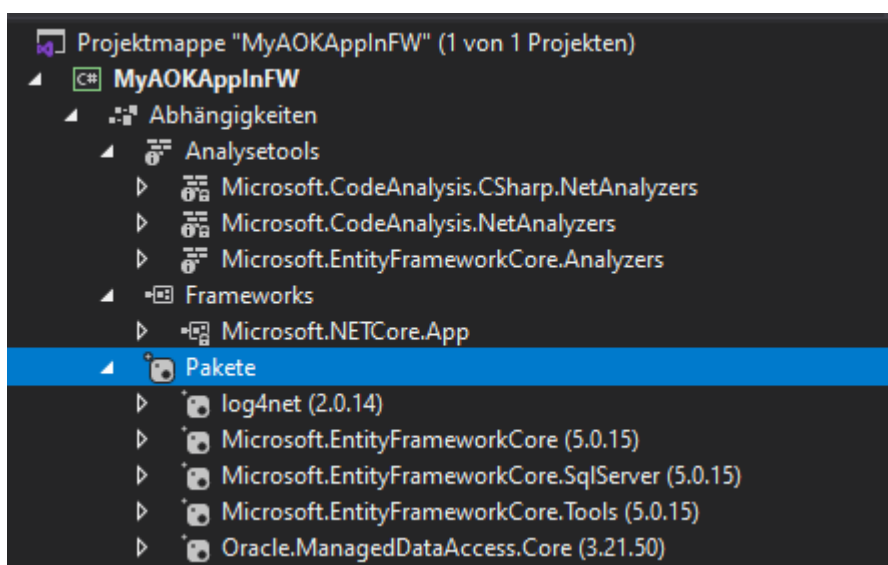 Projektmappe "MyAOKAppInFW" (1 von 1 Projekten)
C# MyAOKAppInFW
Abhängigkeiten
Analysetools
Microsoft.CodeAnalysis.CSharp.NetAnalyzers
Microsoft.CodeAnalysis.NetAnalyzers
Microsoft.EntityFrameworkCore.Analyzers
Frameworks
Microsoft.NETCore.App
Pakete
log4net (2.0.14)
Microsoft.EntityFrameworkCore (5.0.15)
Microsoft.EntityFrameworkCore.SqlServer (5.0.15)
Microsoft.EntityFrameworkCore.Tools (5.0.15)
Oracle.ManagedDataAccess.Core (3.21.50)